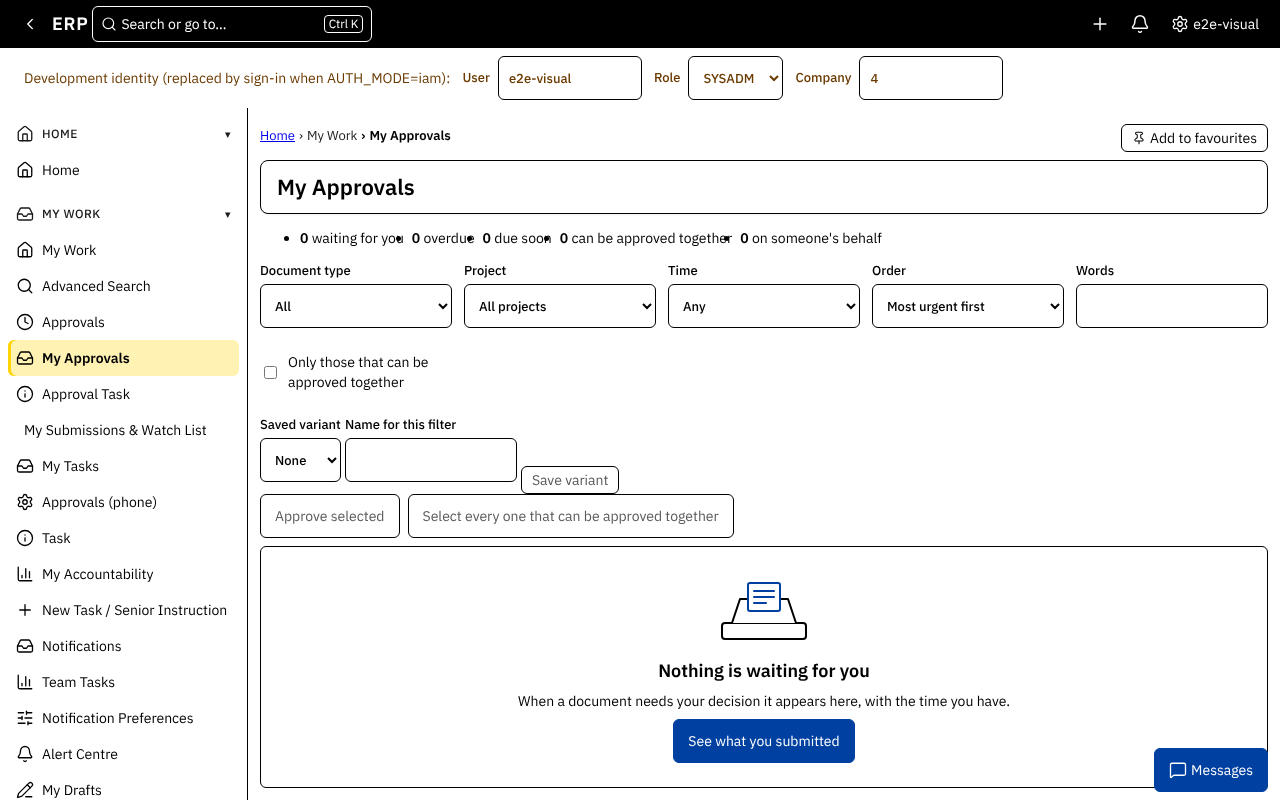 ERP
Search or go to... Ctrl K
e2e-visual
Development identity (replaced by sign-in when AUTH_MODE=iam): User e2e-visual Role SYSADM Company 4
HOME
Home
MY WORK
My Work
Advanced Search
Approvals
My Approvals
Approval Task
My Submissions & Watch List
My Tasks
Approvals (phone)
Task
My Accountability
New Task / Senior Instruction
Notifications
Team Tasks
Notification Preferences
Alert Centre
My Drafts
Home › My Work › My Approvals
Add to favourites
My Approvals
0 waiting for you 0 overdue 0 due soon 0 can be approved together 0 on someone's behalf
Document type Project Time Order Words
All All projects Any Most urgent first
Only those that can be
approved together
Saved variant Name for this filter
None
Save variant
Approve selected Select every one that can be approved together
Nothing is waiting for you
When a document needs your decision it appears here, with the time you have.
See what you submitted
Messages